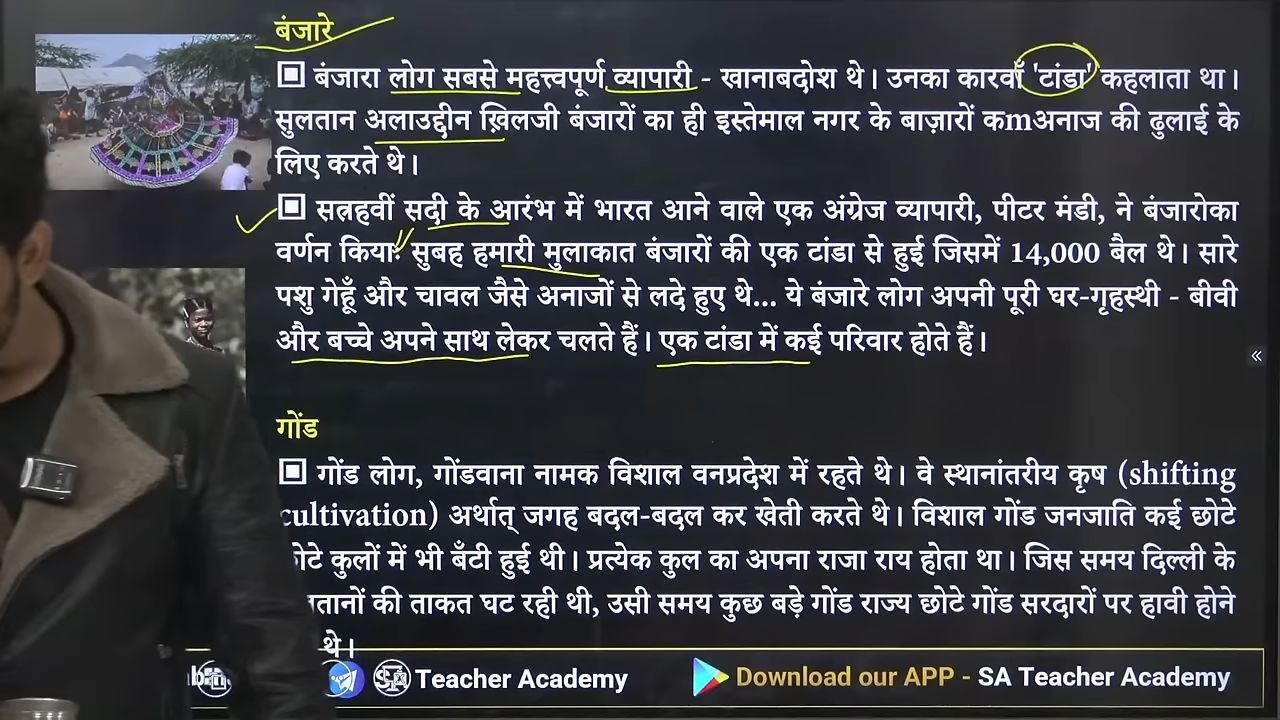 बंजारे
बंजारा लोग सबसे महत्त्वपूर्ण व्यापारी - खानाबदोश थे। उनका कारवाँ 'टांडा' कहलाता था।
सुलतान अलाउद्दीन ख़िलजी बंजारों का ही इस्तेमाल नगर के बाज़ारों कmअनाज की ढुलाई के
लिए करते थे।
सत्रहवीं सदी के आरंभ में भारत आने वाले एक अंग्रेज व्यापारी, पीटर मंडी, ने बंजारोका
वर्णन किया: सुबह हमारी मुलाकात बंजारों की एक टांडा से हुई जिसमें 14,000 बैल थे। सारे
पशु गेहूँ और चावल जैसे अनाजों से लदे हुए थे... ये बंजारे लोग अपनी पूरी घर-गृहस्थी - बीवी
और बच्चे अपने साथ लेकर चलते हैं। एक टांडा में कई परिवार होते हैं।
गोंड
गोंड लोग, गोंडवाना नामक विशाल वनप्रदेश में रहते थे। वे स्थानांतरीय कृष (shifting
cultivation) अर्थात् जगह बदल-बदल कर खेती करते थे। विशाल गोंड जनजाति कई छोटे
कुलों में भी बँटी हुई थी। प्रत्येक कुल का अपना राजा राय होता था। जिस समय दिल्ली के
की ताकत घट रही थी, उसी समय कुछ बड़े गोंड राज्य छोटे गोंड सरदारों पर हावी होने
थे।
Teacher Academy
Download our APP - SA Teacher Academy